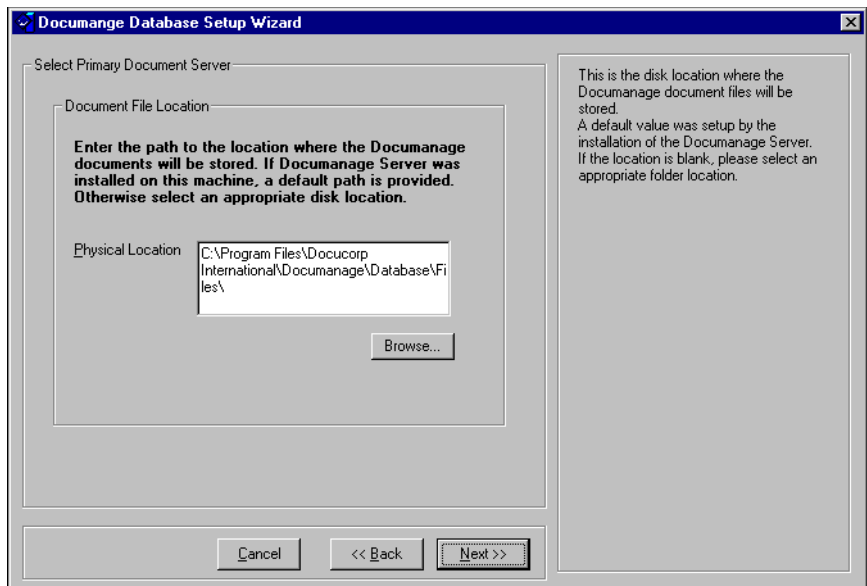 Documange Database Setup Wizard
Select Primary Document Server
Document File Location
Enter the path to the location where the Documanage
documents will be stored. If Documanage Server was
installed on this machine, a default path is provided.
Otherwise select an appropriate disk location.
Physical Location
C:\Program Files\Docucorp
International\Documanage\Database\Fi
les\
Browse...
This is the disk location where the
Documanage document files will be
stored.
A default value was setup by the
installation of the Documanage Server.
If the location is blank, please select an
appropriate folder location.
Cancel
<< Back
Next >>